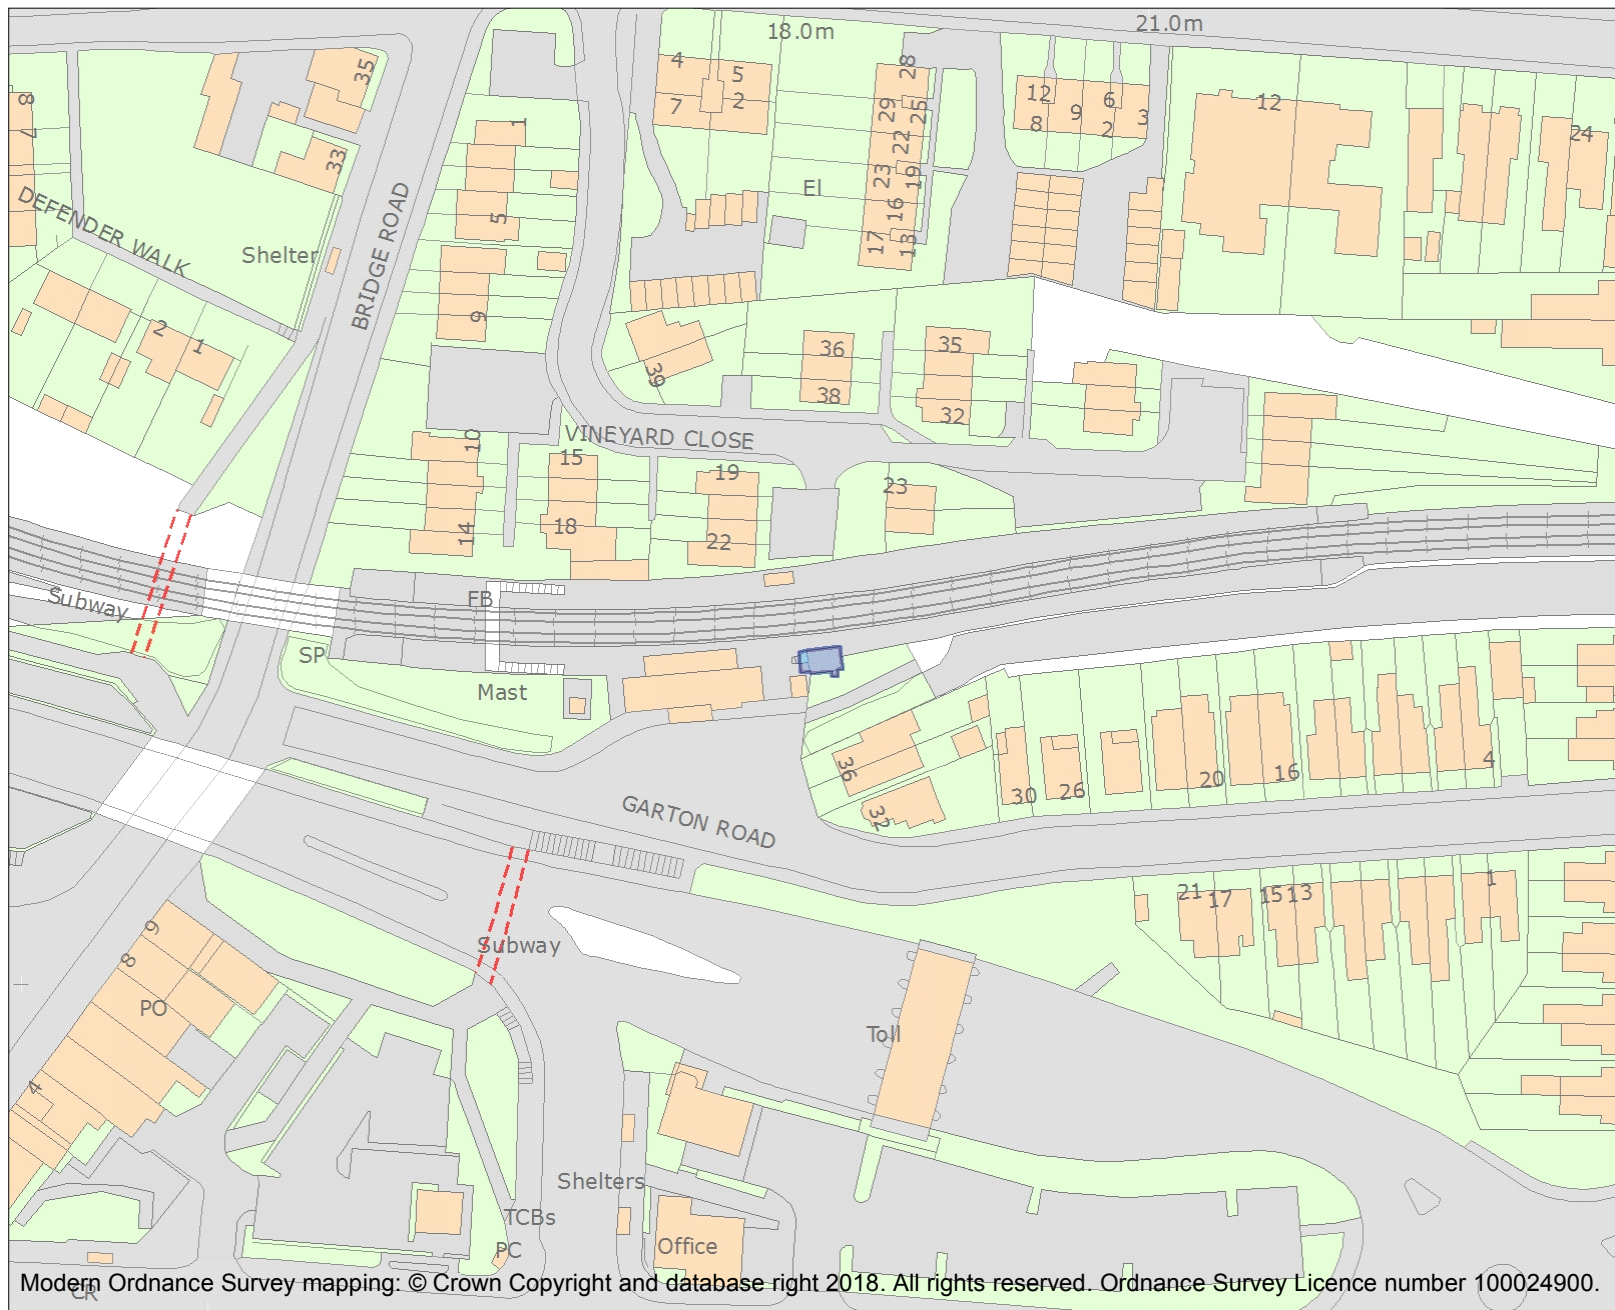 18.0m
21.0m
4
5
7
2
28
29
25
22
23
19
16
17
13
12
9
6
8
2
3
12
24
35
33
8
7
1
5
9
El
DEFENDER WALK
Shelter
BRIDGE ROAD
2
1
39
36
38
35
32
VINEYARD CLOSE
10
14
15
18
19
22
23
Subway
FB
SP
Mast
GARTON ROAD
36
32
30
26
20
16
4
21
17
15
13
1
Subway
9
8
PO
4
Toll
Shelters
TCBs
PC
Office
CR
Modern Ordnance Survey mapping: © Crown Copyright and database right 2018. All rights reserved. Ordnance Survey Licence number 100024900.